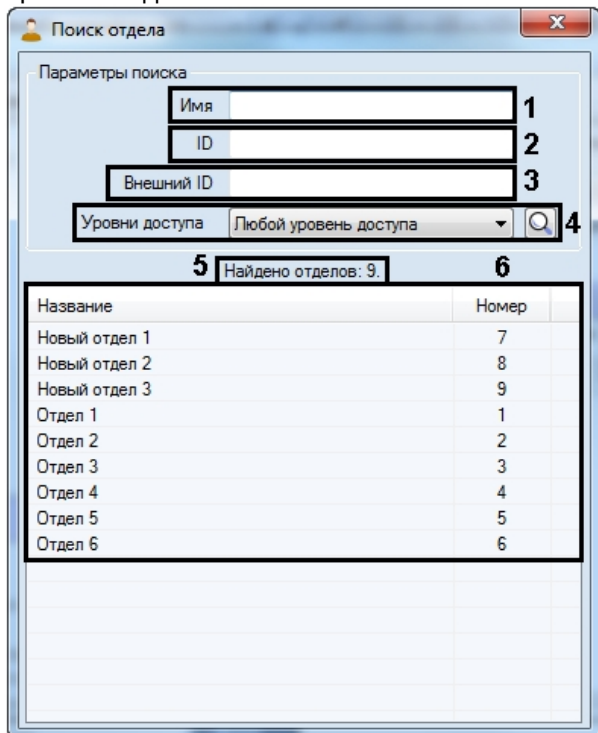 Поиск отдела
Параметры поиска
Имя 1
ID 2
Внешний ID 3
Уровни доступа Любой уровень доступа 4
5 Найдено отделов: 9. 6
Название Номер
Новый отдел 1 7
Новый отдел 2 8
Новый отдел 3 9
Отдел 1 1
Отдел 2 2
Отдел 3 3
Отдел 4 4
Отдел 5 5
Отдел 6 6